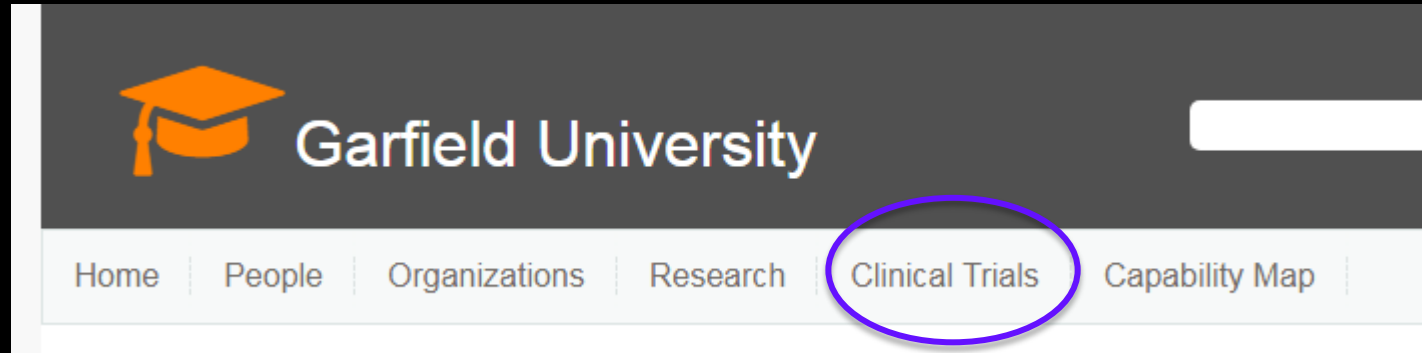 Garfield University
Home People Organizations Research Clinical Trials Capability Map